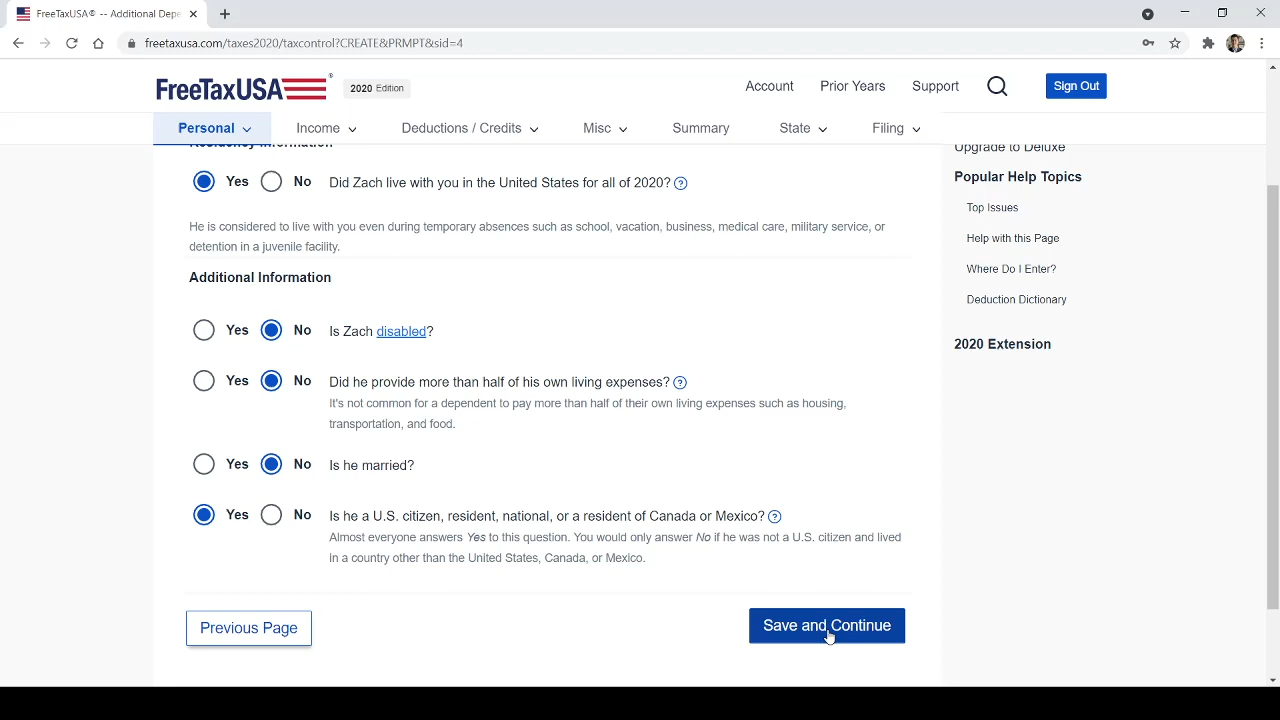 FreeTaxUSA® -- Additional Depe
freetaxusa.com/taxes2020/taxcontrol?CREATE&PRMPT&sid=4
FreeTaxUSA®
2020 Edition
Account
Prior Years
Support
Sign Out
Personal
Income
Deductions / Credits
Misc
Summary
State
Filing
Residency Information
Yes No Did Zach live with you in the United States for all of 2020? ?
He is considered to live with you even during temporary absences such as school, vacation, business, medical care, military service, or
detention in a juvenile facility.
Additional Information
Yes No Is Zach disabled?
Yes No Did he provide more than half of his own living expenses? ?
It's not common for a dependent to pay more than half of their own living expenses such as housing,
transportation, and food.
Yes No Is he married?
Yes No Is he a U.S. citizen, resident, national, or a resident of Canada or Mexico? ?
Almost everyone answers Yes to this question. You would only answer No if he was not a U.S. citizen and lived
in a country other than the United States, Canada, or Mexico.
Previous Page
Save and Continue
Upgrade to Deluxe
Popular Help Topics
Top Issues
Help with this Page
Where Do I Enter?
Deduction Dictionary
2020 Extension